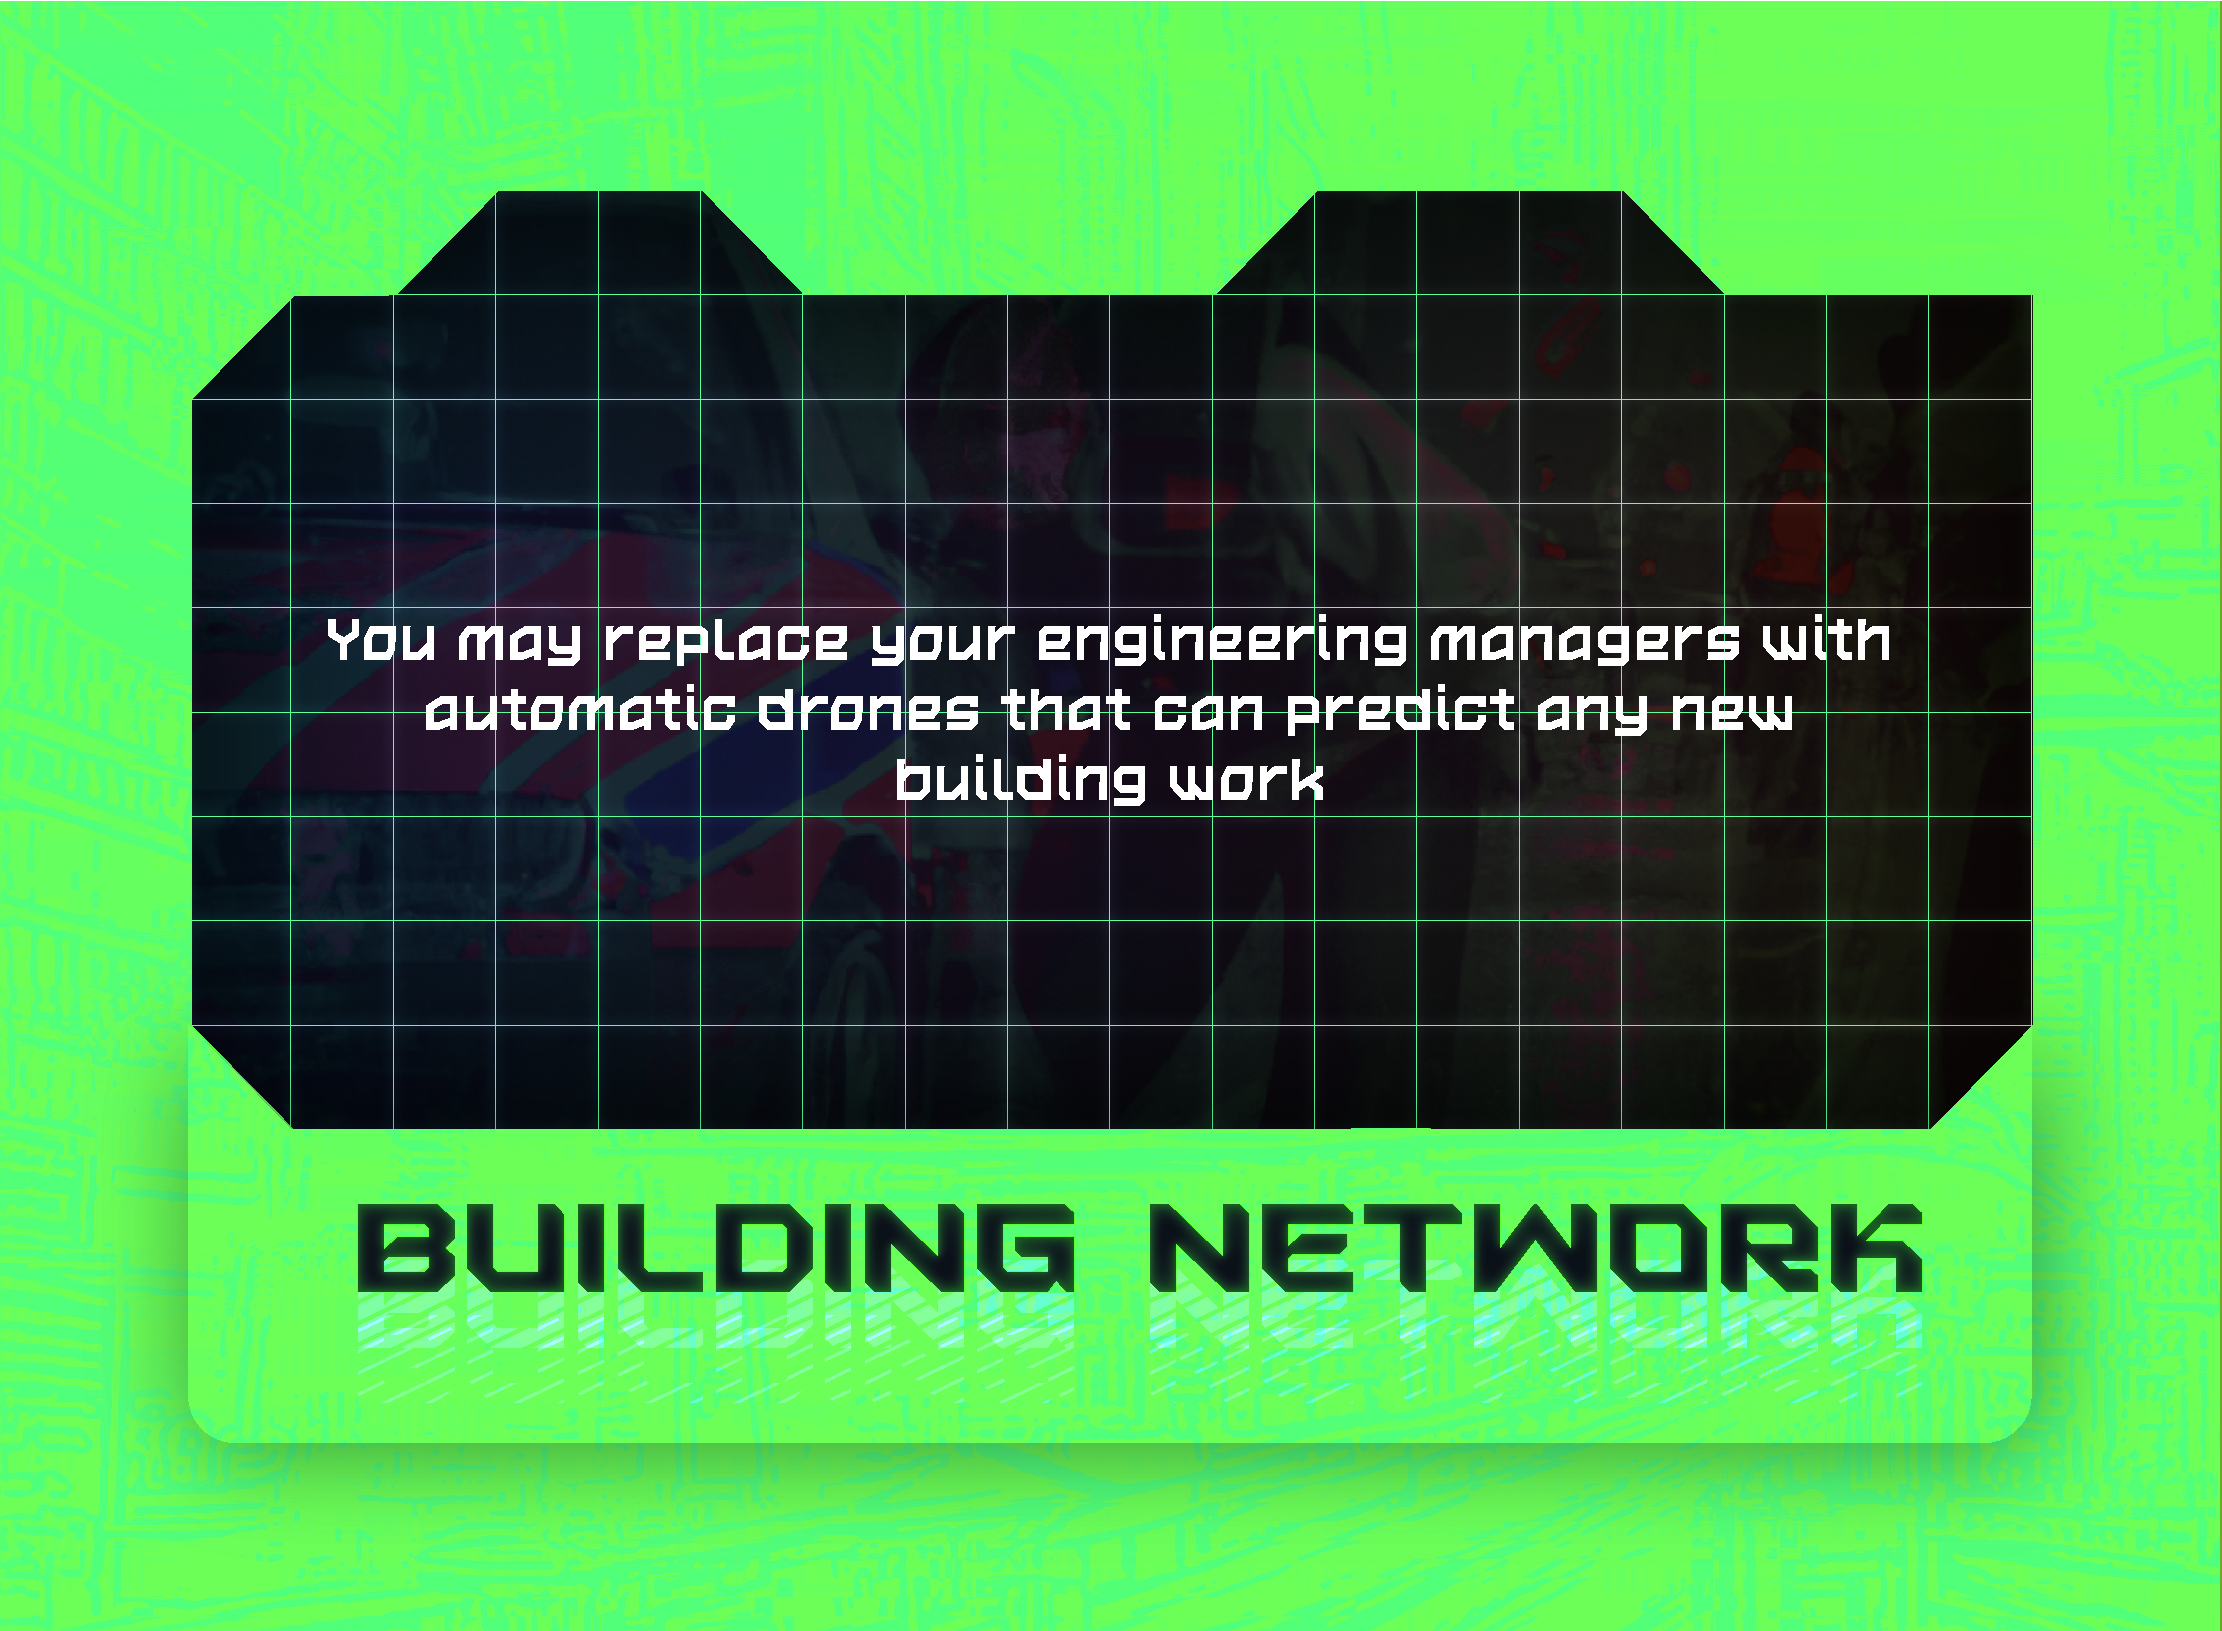 You may replace your engineering managers with
automatic drones that can predict any new
building work
BUILDING NETWORK